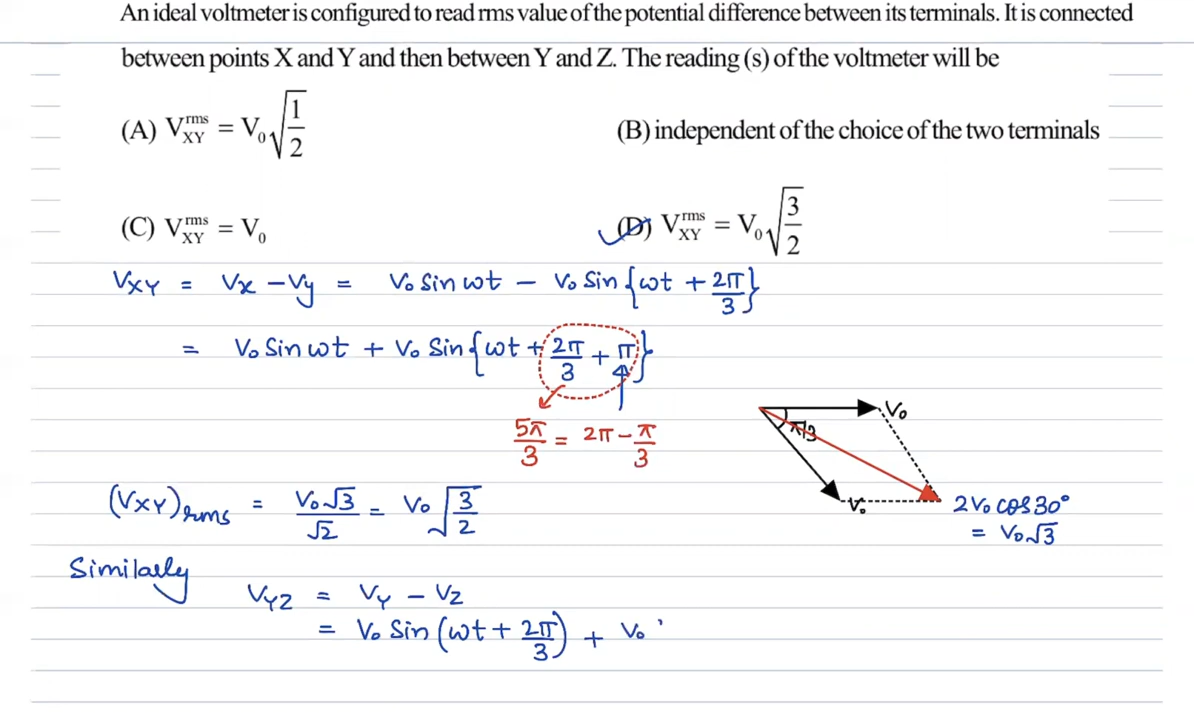 An ideal voltmeter is configured to read rms value of the potential difference between its terminals. It is connected
between points X and Y and then between Y and Z. The reading (s) of the voltmeter will be
(A) V_XY^rms = V₀√(1/2)
(B) independent of the choice of the two terminals
(C) V_XY^rms = V₀
(D) V_XY^rms = V₀√(3/2)
V_XY = V_x − V_y = V₀ Sin ωt − V₀ Sin {ωt + 2π/3}
= V₀ Sin ωt + V₀ Sin {ωt + 2π/3 + π}
5π/3 = 2π − π/3
V₀
π/3
V₀
2V₀ cos 30°
= V₀√3
(V_XY)_rms = V₀√3/√2 = V₀√(3/2)
Similarly
V_YZ = V_Y − V_Z
= V₀ Sin (ωt + 2π/3) + V₀